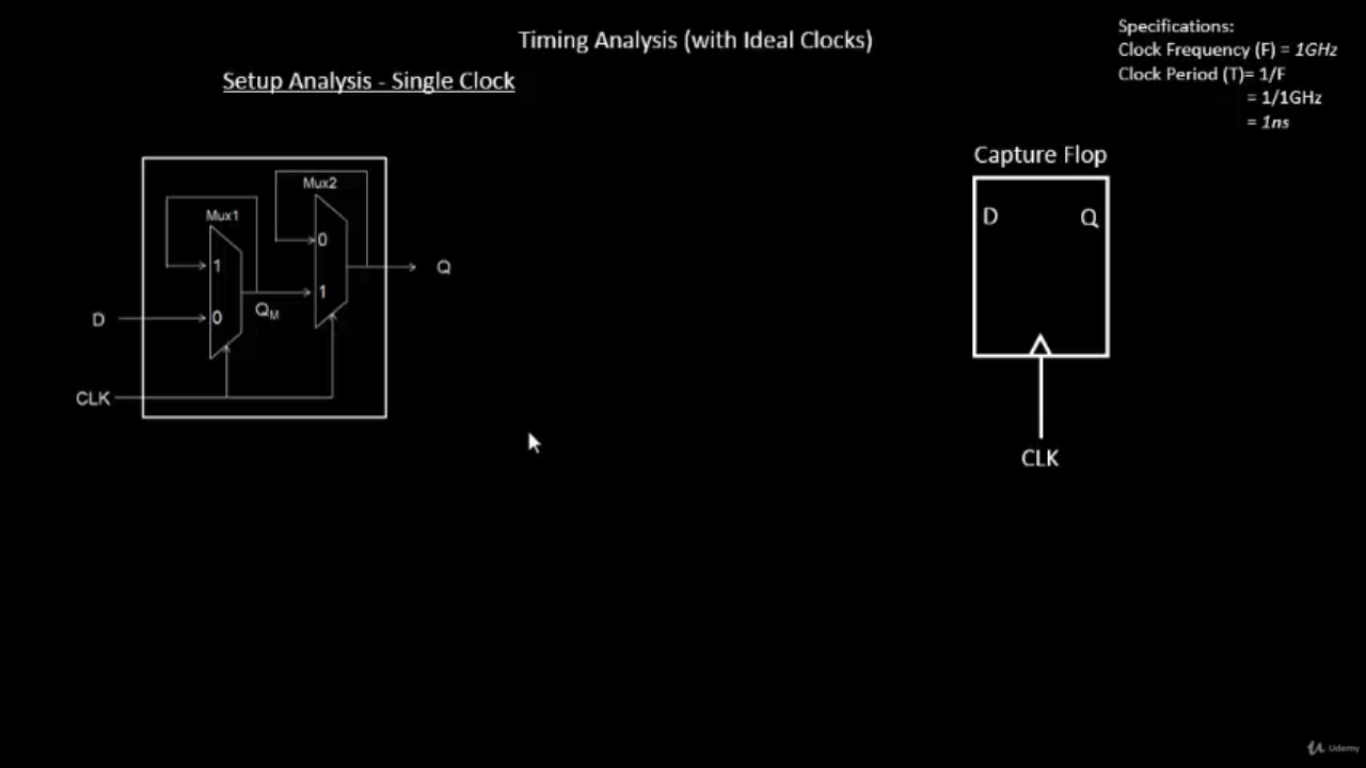 Timing Analysis (with Ideal Clocks)
Specifications:
Clock Frequency (F) = 1GHz
Clock Period (T)= 1/F
= 1/1GHz
= 1ns
Setup Analysis - Single Clock
Capture Flop
Mux2
Mux1
0
1
Q
QM
1
D
0
CLK
D
Q
CLK
Udemy